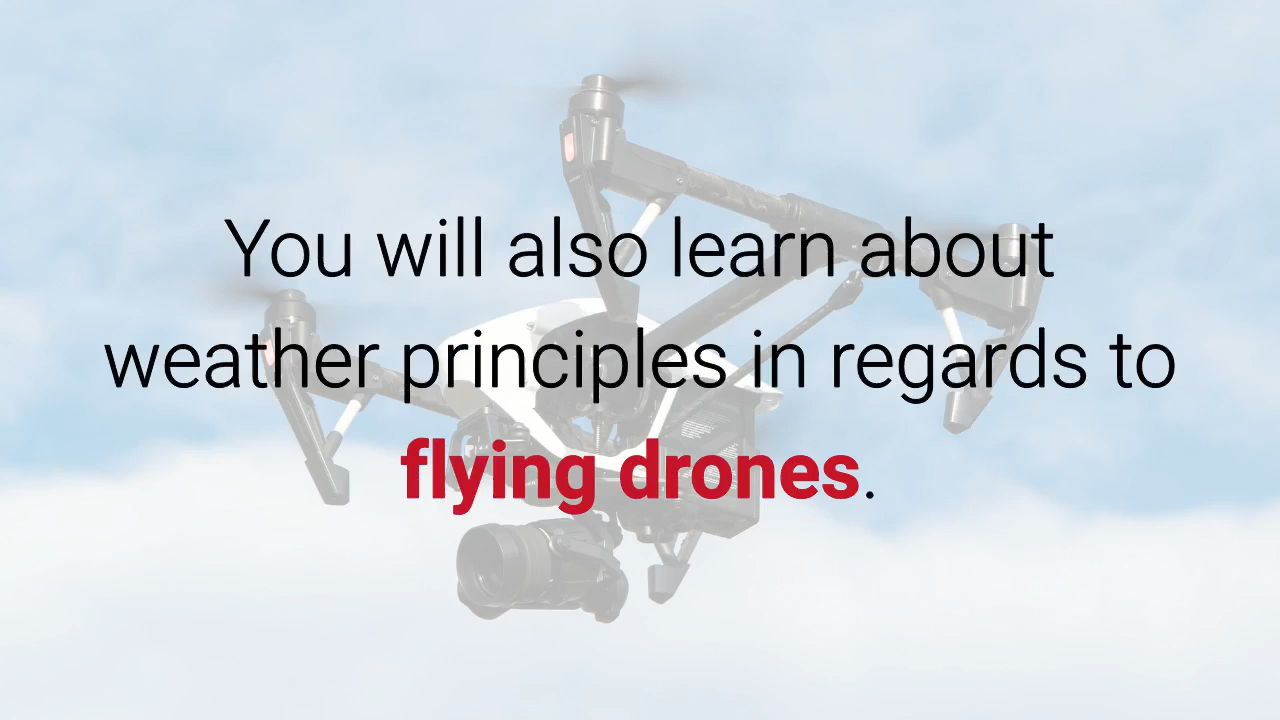 You will also learn about
weather principles in regards to
flying drones.